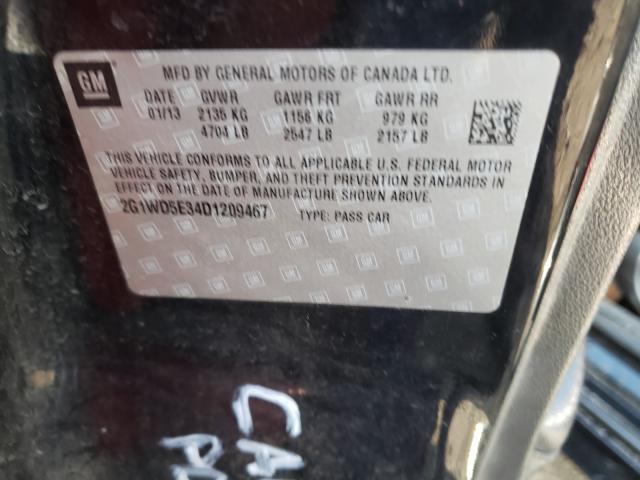 GM MFD BY GENERAL MOTORS OF CANADA LTD.
DATE GVWR GAWR FRT GAWR RR
01/13 2135 KG 1156 KG 979 KG
4704 LB 2547 LB 2157 LB
THIS VEHICLE CONFORMS TO ALL APPLICABLE U.S. FEDERAL MOTOR
VEHICLE SAFETY, BUMPER, AND THEFT PREVENTION STANDARDS IN
EFFECT ON THE DATE OF MANUFACTURE SHOWN ABOVE.
2G1WD5E34D1209467 TYPE: PASS CAR
CA